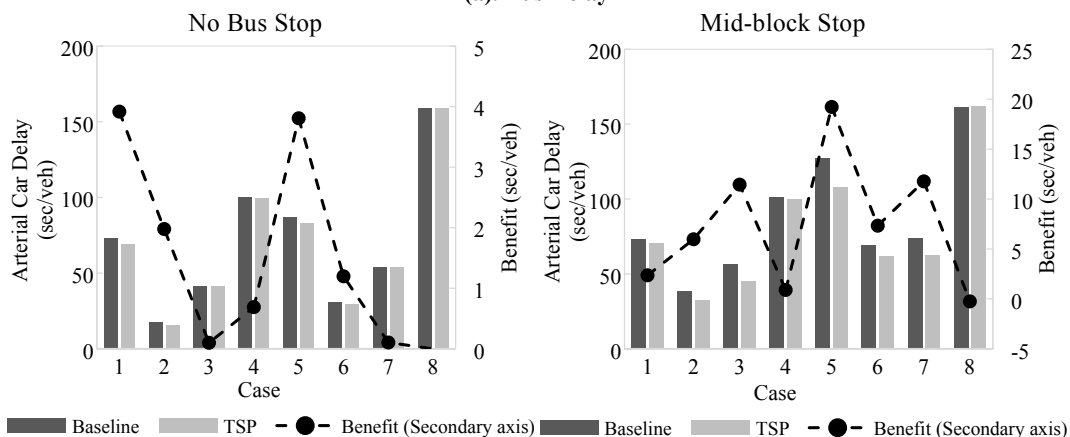 No Bus Stop
Mid-block Stop
200
150
100
50
0
Arterial Car Delay
(sec/veh)
5
4
3
2
1
0
Benefit (sec/veh)
1 2 3 4 5 6 7 8
Case
200
150
100
50
0
Arterial Car Delay
(sec/veh)
25
20
15
10
5
0
-5
Benefit (sec/veh)
1 2 3 4 5 6 7 8
Case
Baseline TSP Benefit (Secondary axis)
Baseline TSP Benefit (Secondary axis)